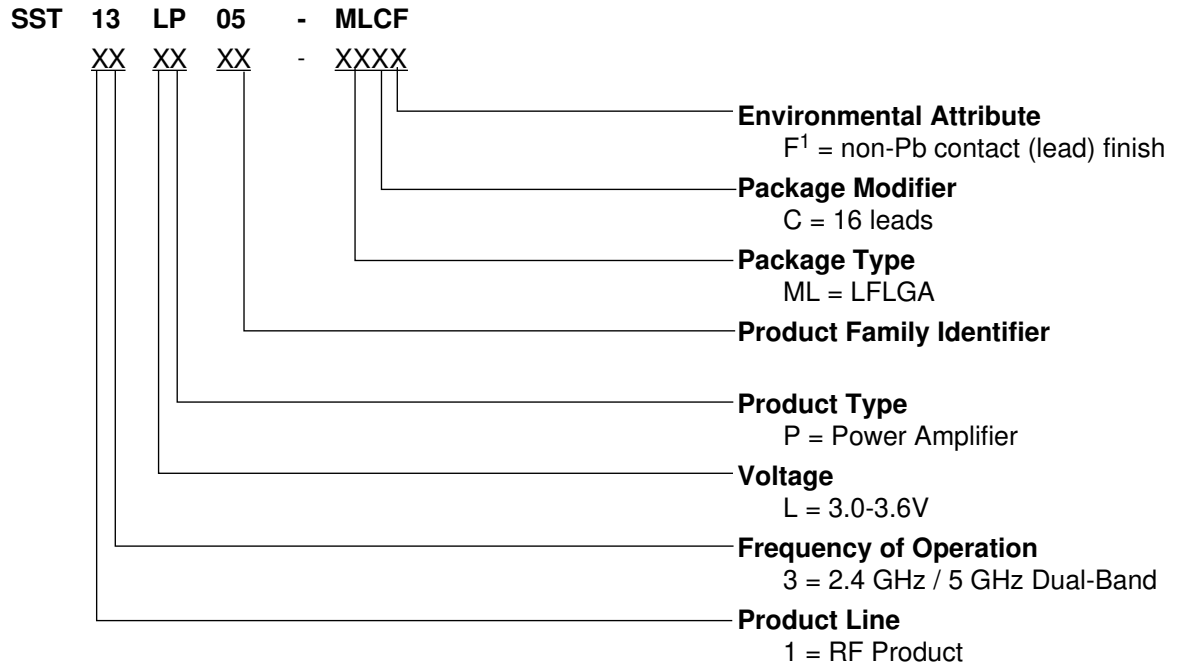 SST 13 LP 05 - MLCF
XX XX XX - XXXX
Environmental Attribute
F¹ = non-Pb contact (lead) finish
Package Modifier
C = 16 leads
Package Type
ML = LFLGA
Product Family Identifier
Product Type
P = Power Amplifier
Voltage
L = 3.0-3.6V
Frequency of Operation
3 = 2.4 GHz / 5 GHz Dual-Band
Product Line
1 = RF Product